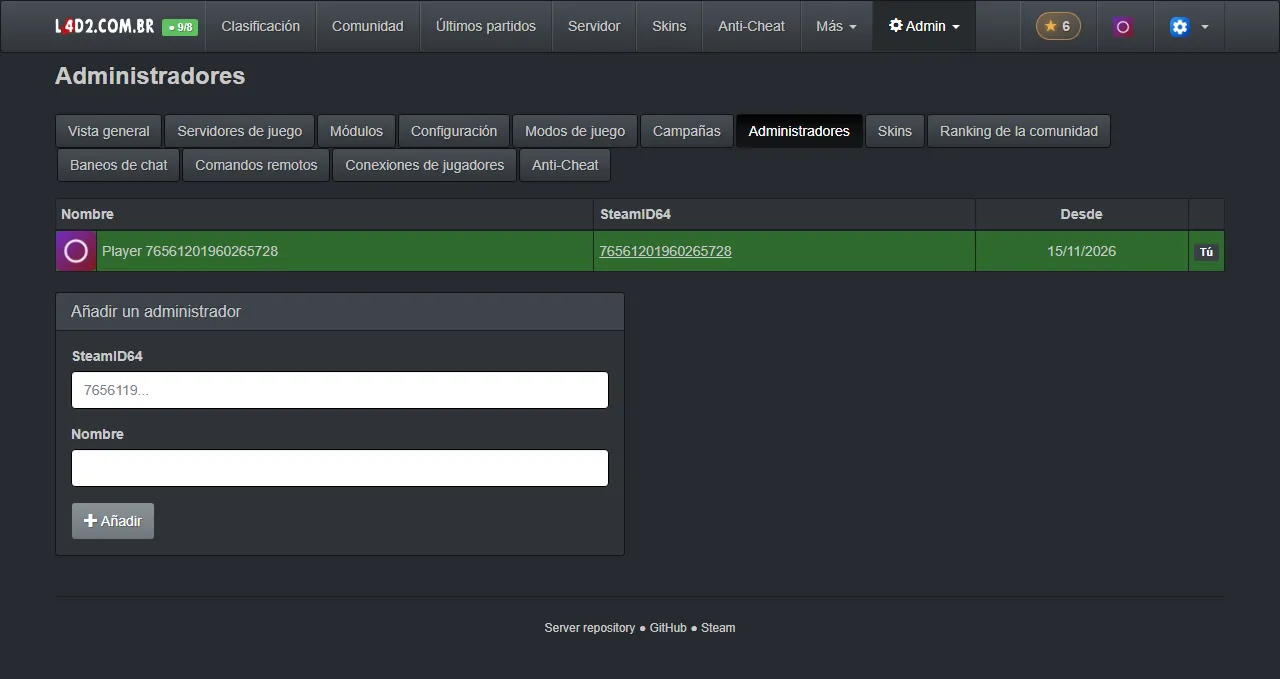 L4D2.COM.BR ● 9/8 Clasificación Comunidad Últimos partidos Servidor Skins Anti-Cheat Más Admin 6
Administradores
Vista general Servidores de juego Módulos Configuración Modos de juego Campañas Administradores Skins Ranking de la comunidad
Baneos de chat Comandos remotos Conexiones de jugadores Anti-Cheat
Nombre SteamID64 Desde
Player 76561201960265728 76561201960265728 15/11/2026 Tú
Añadir un administrador
SteamID64
7656119...
Nombre
Añadir
Server repository ● GitHub ● Steam